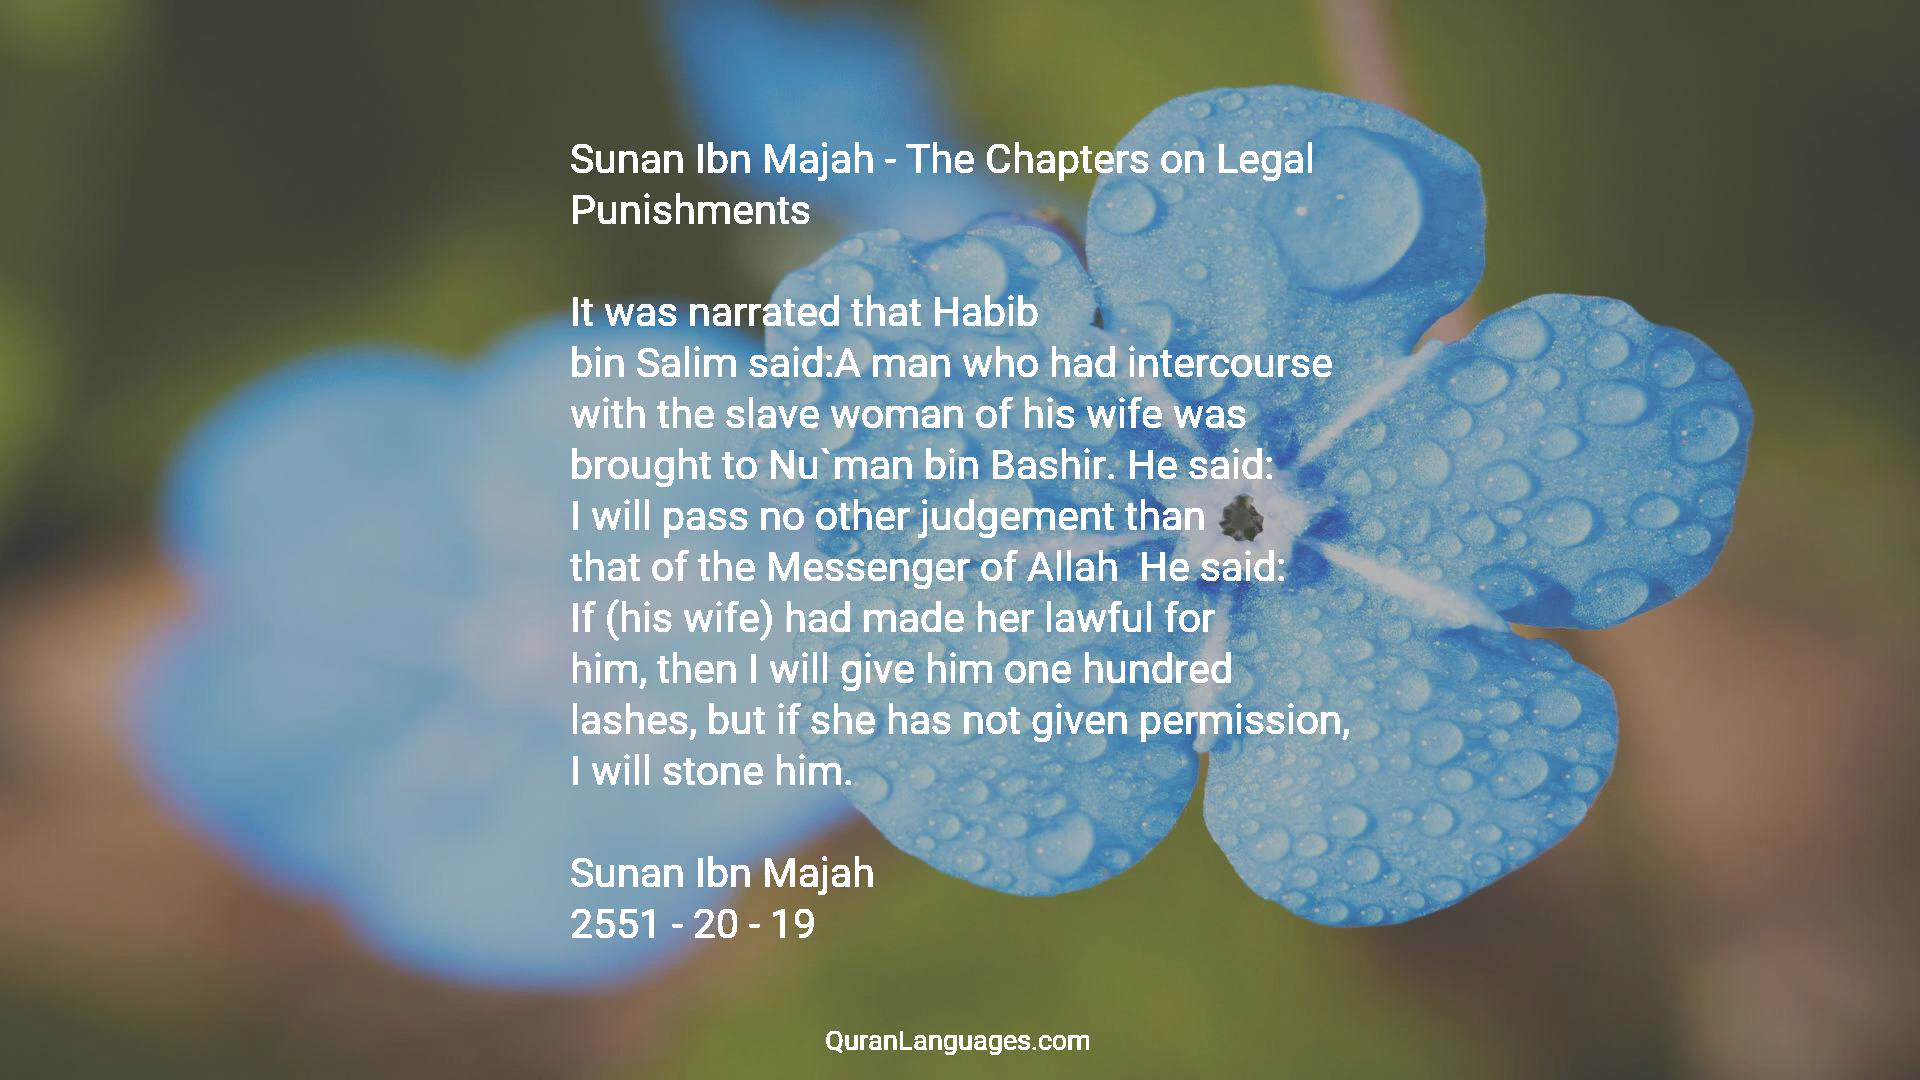 Sunan Ibn Majah - The Chapters on Legal
Punishments
It was narrated that Habib
bin Salim said:A man who had intercourse
with the slave woman of his wife was
brought to Nu`man bin Bashir. He said:
I will pass no other judgement than
that of the Messenger of Allah  He said:
If (his wife) had made her lawful for
him, then I will give him one hundred
lashes, but if she has not given permission,
I will stone him.
Sunan Ibn Majah
2551 - 20 - 19
QuranLanguages.com